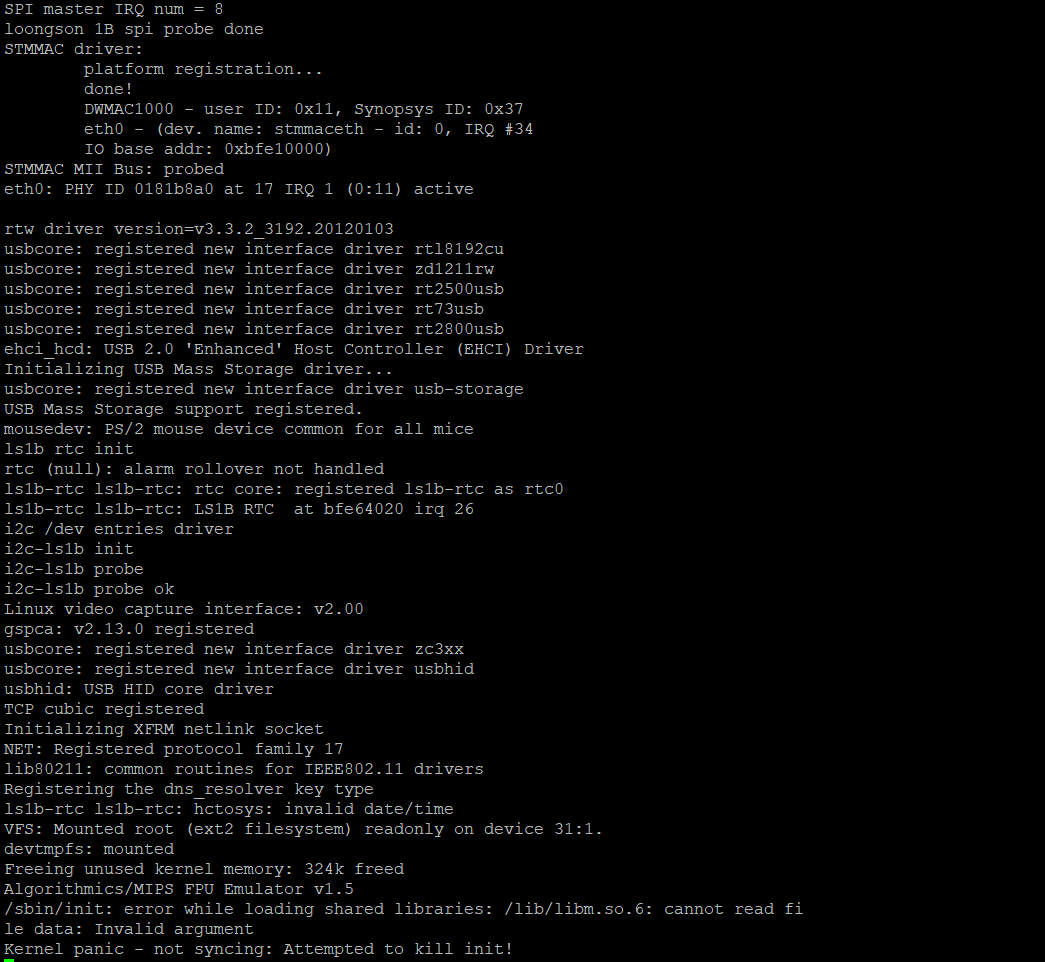 SPI master IRQ num = 8
loongson 1B spi probe done
STMMAC driver:
        platform registration...
        done!
        DWMAC1000 - user ID: 0x11, Synopsys ID: 0x37
        eth0 - (dev. name: stmmaceth - id: 0, IRQ #34
        IO base addr: 0xbfe10000)
STMMAC MII Bus: probed
eth0: PHY ID 0181b8a0 at 17 IRQ 1 (0:11) active

rtw driver version=v3.3.2_3192.20120103
usbcore: registered new interface driver rtl8192cu
usbcore: registered new interface driver zd1211rw
usbcore: registered new interface driver rt2500usb
usbcore: registered new interface driver rt73usb
usbcore: registered new interface driver rt2800usb
ehci_hcd: USB 2.0 'Enhanced' Host Controller (EHCI) Driver
Initializing USB Mass Storage driver...
usbcore: registered new interface driver usb-storage
USB Mass Storage support registered.
mousedev: PS/2 mouse device common for all mice
ls1b rtc init
rtc (null): alarm rollover not handled
ls1b-rtc ls1b-rtc: rtc core: registered ls1b-rtc as rtc0
ls1b-rtc ls1b-rtc: LS1B RTC  at bfe64020 irq 26
i2c /dev entries driver
i2c-ls1b init
i2c-ls1b probe
i2c-ls1b probe ok
Linux video capture interface: v2.00
gspca: v2.13.0 registered
usbcore: registered new interface driver zc3xx
usbcore: registered new interface driver usbhid
usbhid: USB HID core driver
TCP cubic registered
Initializing XFRM netlink socket
NET: Registered protocol family 17
lib80211: common routines for IEEE802.11 drivers
Registering the dns_resolver key type
ls1b-rtc ls1b-rtc: hctosys: invalid date/time
VFS: Mounted root (ext2 filesystem) readonly on device 31:1.
devtmpfs: mounted
Freeing unused kernel memory: 324k freed
Algorithmics/MIPS FPU Emulator v1.5
/sbin/init: error while loading shared libraries: /lib/libm.so.6: cannot read fi
le data: Invalid argument
Kernel panic - not syncing: Attempted to kill init!